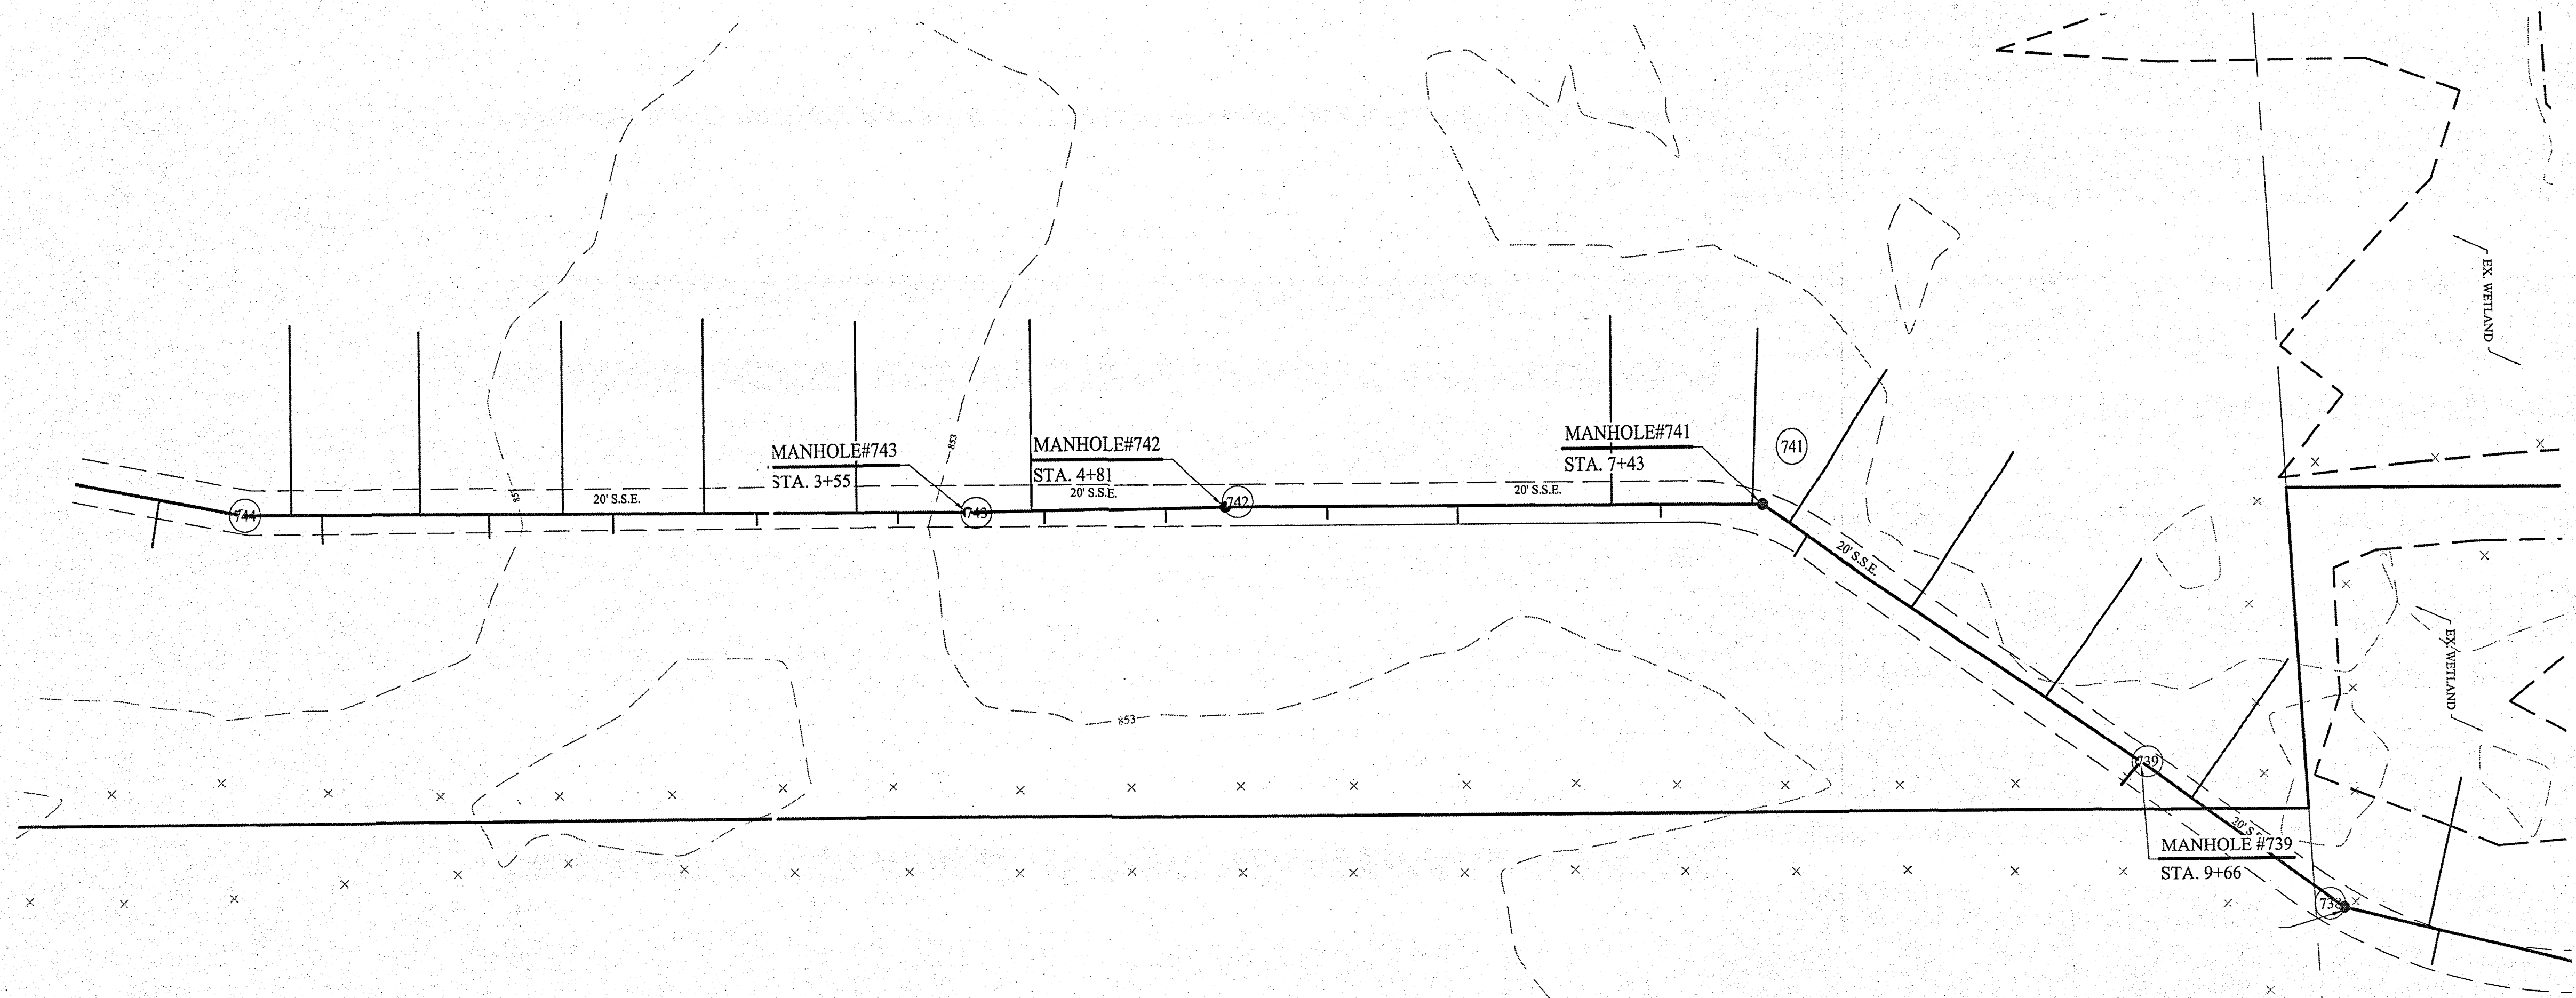 EX. WETLAND
741
MANHOLE#741
STA. 7+43
MANHOLE#743
STA. 3+55
853
MANHOLE#742
STA. 4+81
20' S.S.E.
20' S.S.E.
20' S.S.E.
744
743
742
20' S.S.E.
EX. WETLAND
853
739
MANHOLE #739
STA. 9+66
738